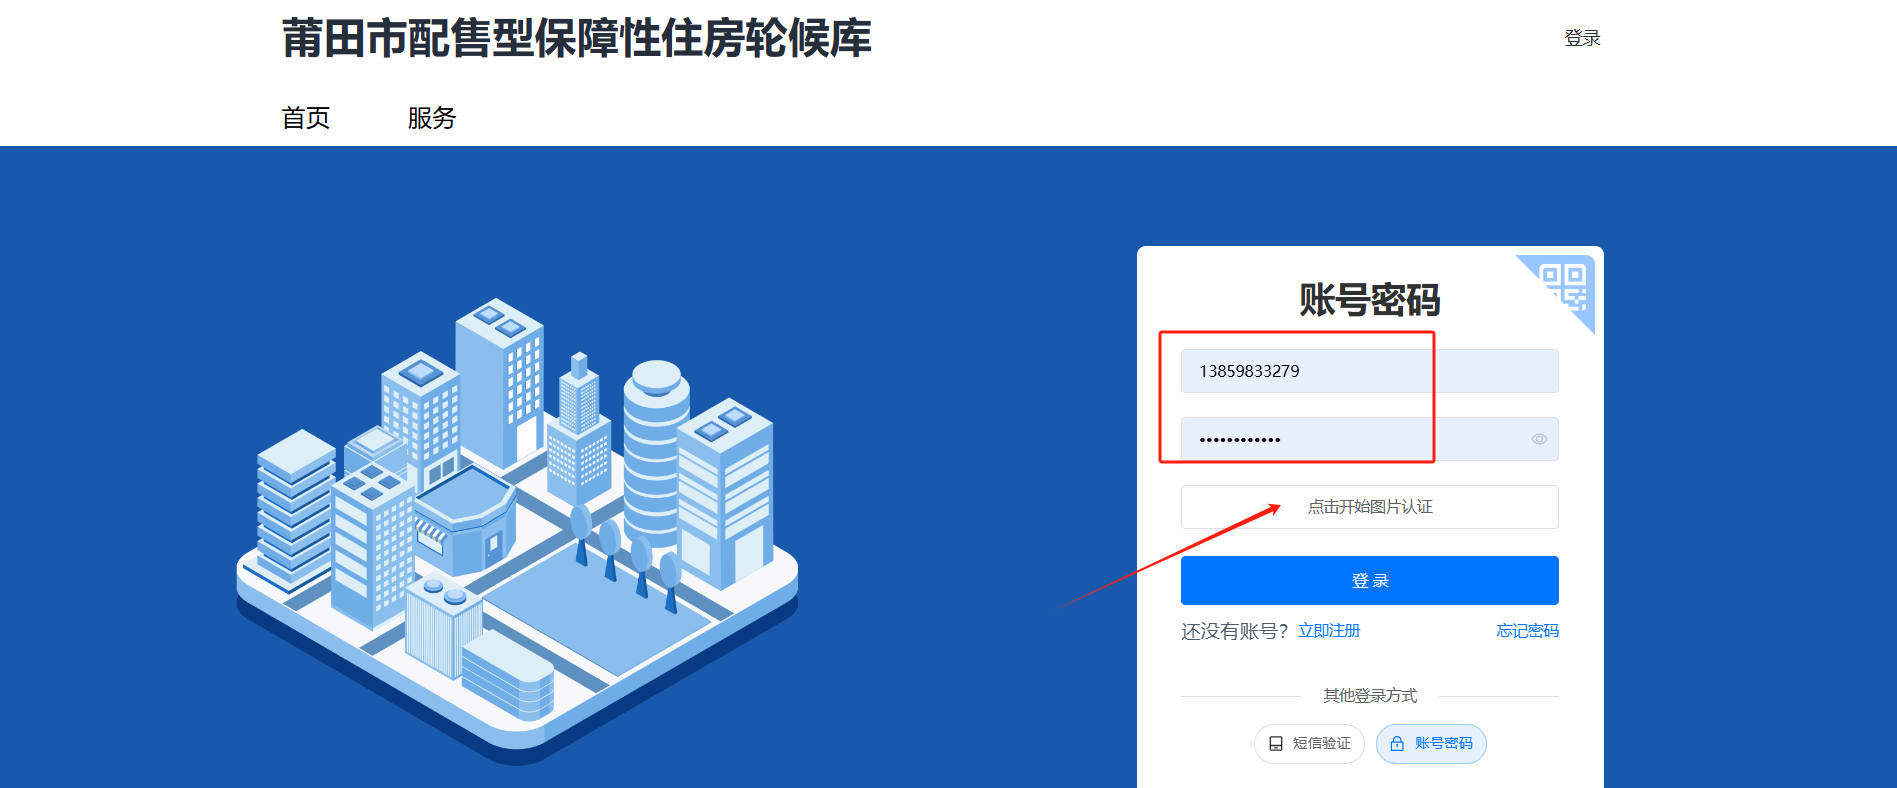 莆田市配售型保障性住房轮候库
登录
首页
服务
账号密码
13859833279
••••••••••••
点击开始图片认证
登 录
还没有账号？ 立即注册
忘记密码
其他登录方式
短信验证
账号密码